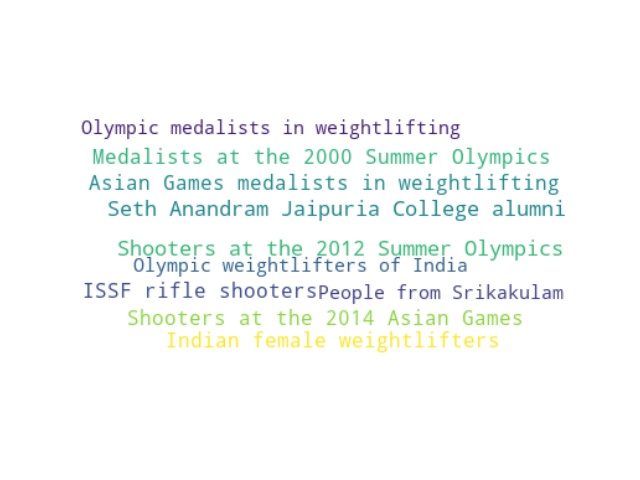 Olympic medalists in weightlifting
Medalists at the 2000 Summer Olympics
Asian Games medalists in weightlifting
Seth Anandram Jaipuria College alumni
Shooters at the 2012 Summer Olympics
Olympic weightlifters of India
ISSF rifle shooters
People from Srikakulam
Shooters at the 2014 Asian Games
Indian female weightlifters